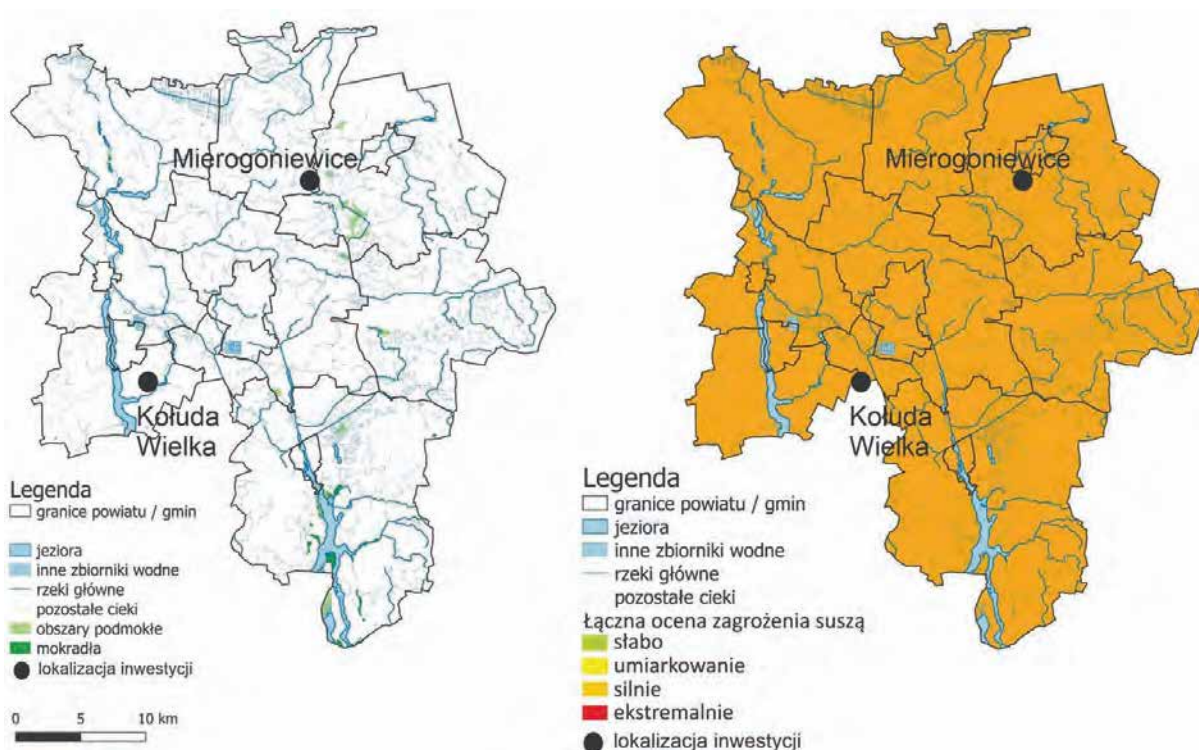 Mierogoniewice
Kołuda
Wielka
Legenda
granice powiatu / gmin
jeziora
inne zbiorniki wodne
rzeki główne
pozostałe cieki
obszary podmokłe
mokradła
lokalizacja inwestycji
0 5 10 km
Mierogoniewice
Kołuda
Wielka
Legenda
granice powiatu / gmin
jeziora
inne zbiorniki wodne
rzeki główne
pozostałe cieki
Łączna ocena zagrożenia suszą
słabo
umiarkowanie
silnie
ekstremalnie
lokalizacja inwestycji